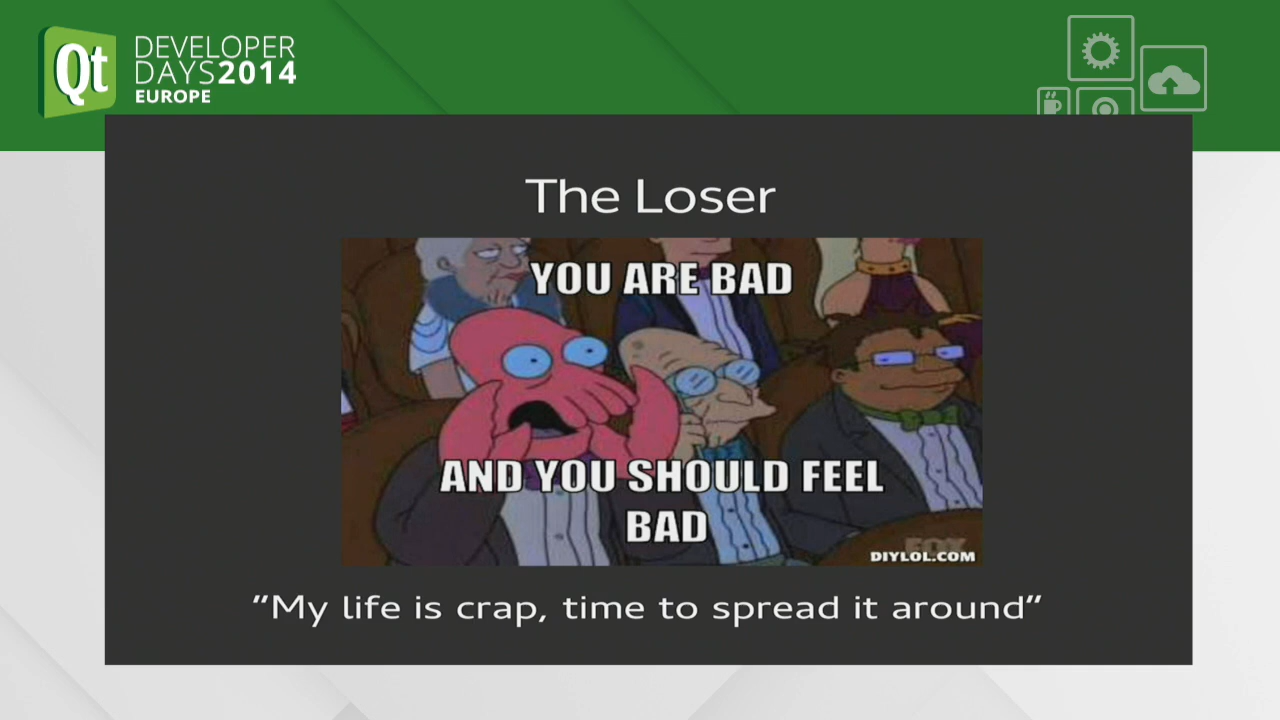 Qt
DEVELOPER
DAYS2014
EUROPE
The Loser
YOU ARE BAD
AND YOU SHOULD FEEL
BAD
FOX
DIYLOL.COM
"My life is crap, time to spread it around"